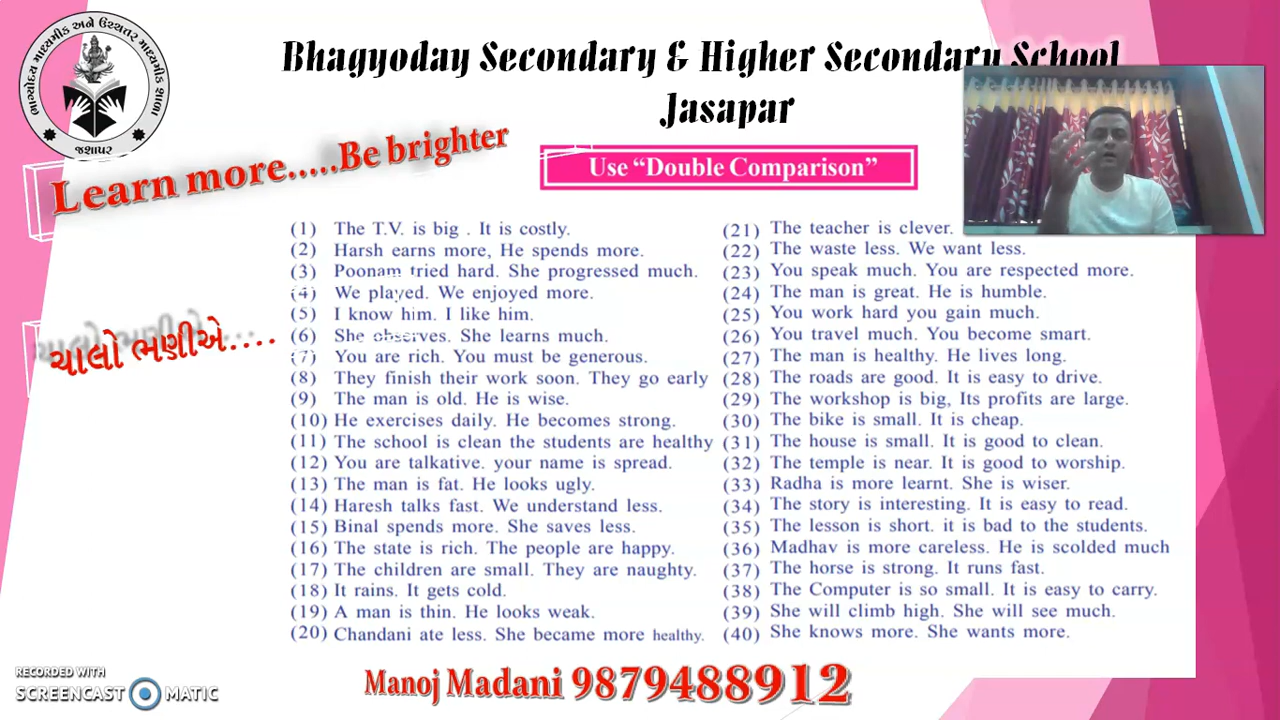 ભાગ્યોદય માધ્યમીક અને ઉચ્ચતર માધ્યમીક શાળા
જશાપર
Bhagyoday Secondary & Higher Secondary School
Jasapar
Learn more.....Be brighter
Use “Double Comparison”
ચાલો ભણીએ....
(1) The T.V. is big . It is costly.
(2) Harsh earns more, He spends more.
(3) Poonam tried hard. She progressed much.
(4) We played. We enjoyed more.
(5) I know him. I like him.
(6) She observes. She learns much.
(7) You are rich. You must be generous.
(8) They finish their work soon. They go early
(9) The man is old. He is wise.
(10) He exercises daily. He becomes strong.
(11) The school is clean the students are healthy
(12) You are talkative. your name is spread.
(13) The man is fat. He looks ugly.
(14) Haresh talks fast. We understand less.
(15) Binal spends more. She saves less.
(16) The state is rich. The people are happy.
(17) The children are small. They are naughty.
(18) It rains. It gets cold.
(19) A man is thin. He looks weak.
(20) Chandani ate less. She became more healthy.
(21) The teacher is clever.
(22) The waste less. We want less.
(23) You speak much. You are respected more.
(24) The man is great. He is humble.
(25) You work hard you gain much.
(26) You travel much. You become smart.
(27) The man is healthy. He lives long.
(28) The roads are good. It is easy to drive.
(29) The workshop is big, Its profits are large.
(30) The bike is small. It is cheap.
(31) The house is small. It is good to clean.
(32) The temple is near. It is good to worship.
(33) Radha is more learnt. She is wiser.
(34) The story is interesting. It is easy to read.
(35) The lesson is short. it is bad to the students.
(36) Madhav is more careless. He is scolded much
(37) The horse is strong. It runs fast.
(38) The Computer is so small. It is easy to carry.
(39) She will climb high. She will see much.
(40) She knows more. She wants more.
Manoj Madani 9879488912
RECORDED WITH
SCREENCAST MATIC